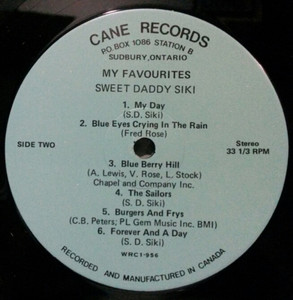 CANE RECORDS
P.O. BOX 1086 STATION B
SUDBURY, ONTARIO
MY FAVOURITES
SWEET DADDY SIKI
1. My Day
(S.D. Siki)
2. Blue Eyes Crying In The Rain
(Fred Rose)
SIDE TWO
Stereo
33 1/3 RPM
3. Blue Berry Hill
(A. Lewis, V. Rose, L. Stock)
Chapel and Company Inc.
4. The Sailors
(S.D. Siki)
5. Burgers And Frys
(C.B. Peters; PL Gem Music Inc. BMI)
6. Forever And A Day
(S. D. Siki)
WRC1-956
RECORDED AND MANUFACTURED IN CANADA